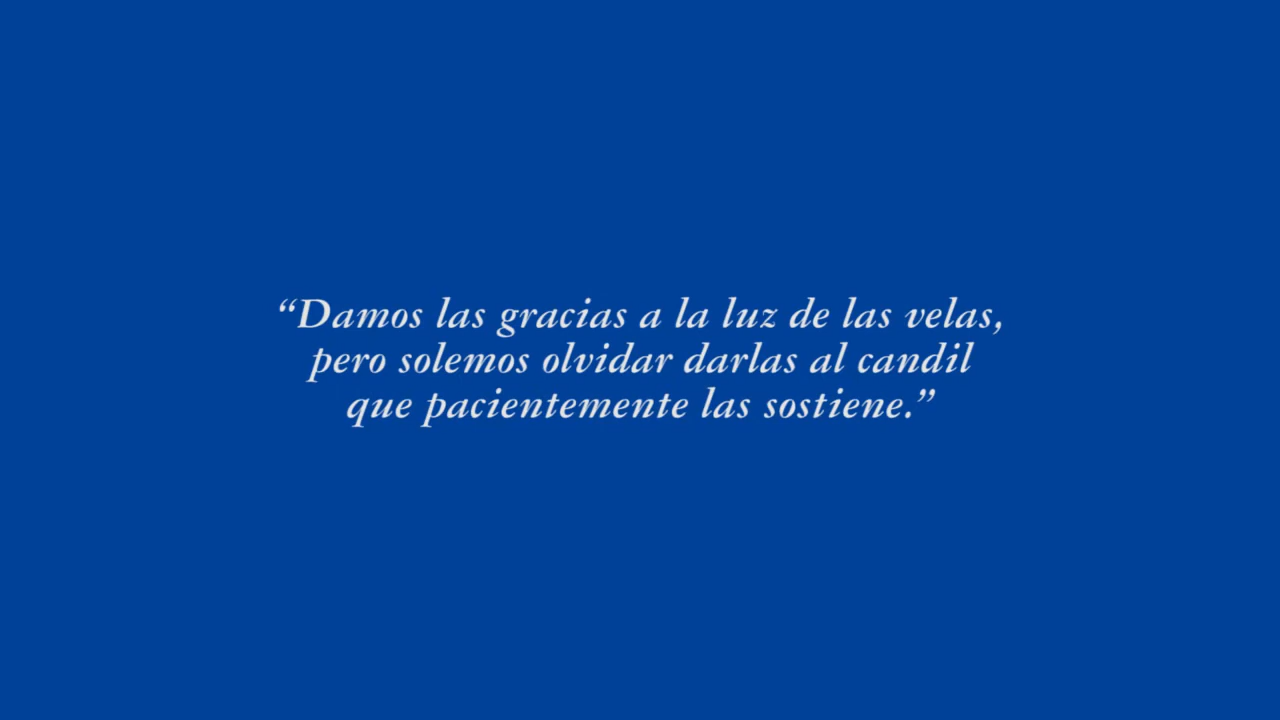 “Damos las gracias a la luz de las velas,
pero solemos olvidar darlas al candil
que pacientemente las sostiene.”